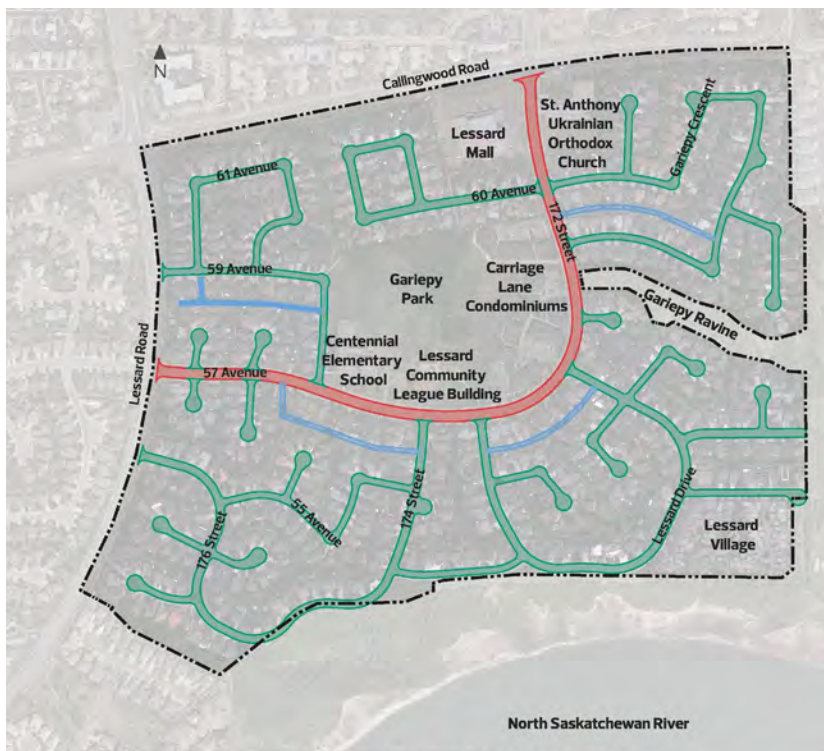 N
Callingwood Road
Lessard
Mall
St. Anthony
Ukrainian
Orthodox
Church
Gariepy Crescent
61 Avenue
60 Avenue
172 Street
59 Avenue
Gariepy
Park
Carriage
Lane
Condominiums
Gariepy Ravine
Lessard Road
57 Avenue
Centennial
Elementary
School
Lessard
Community
League Building
176 Street
55 Avenue
174 Street
Lessard Drive
Lessard
Village
North Saskatchewan River